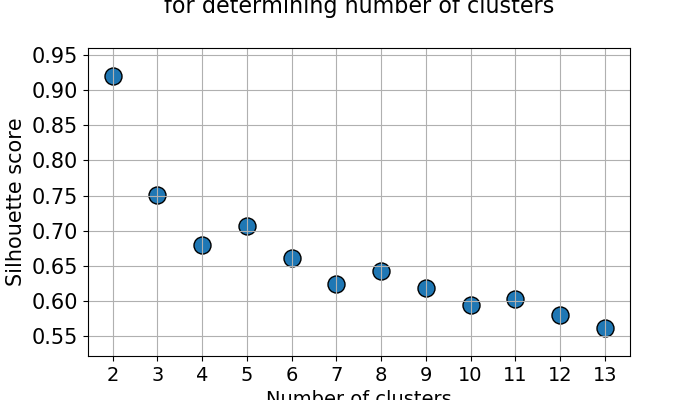 for determining number of clusters
0.95
0.90
0.85
0.80
0.75
0.70
0.65
0.60
0.55
Silhouette score
2 3 4 5 6 7 8 9 10 11 12 13
Number of clusters